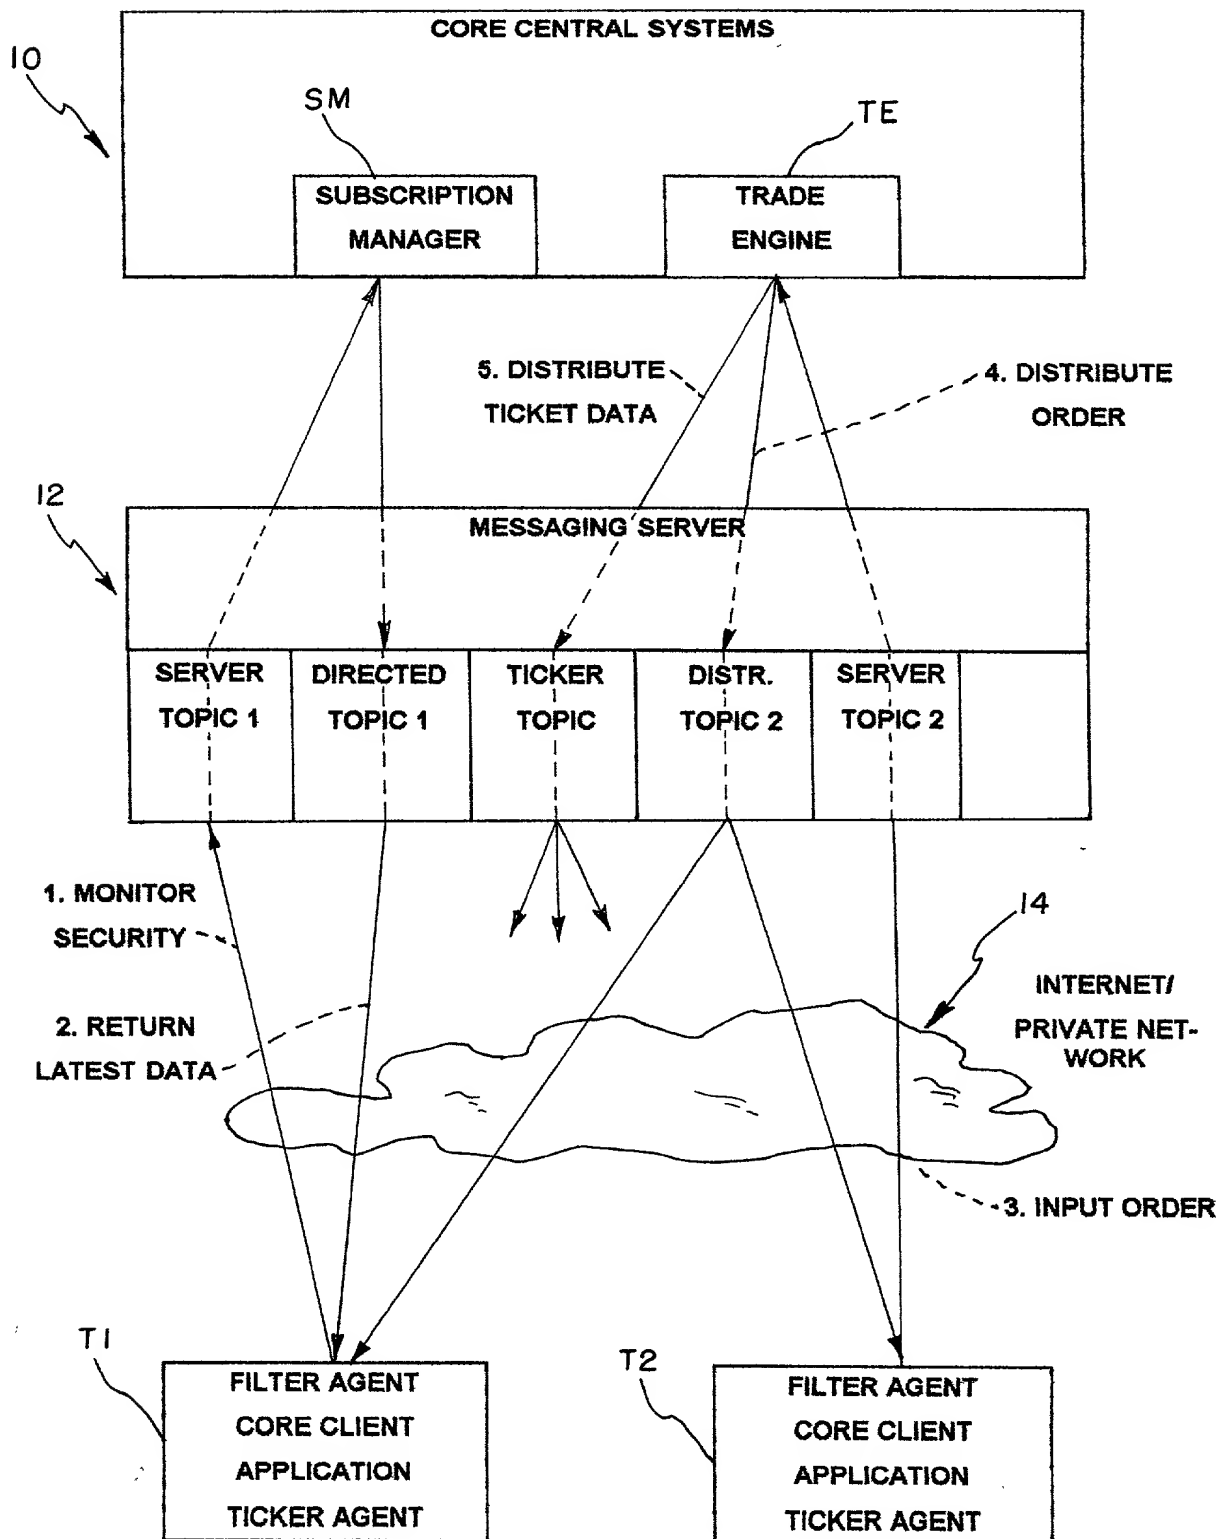 CORE CENTRAL SYSTEMS
10
SM
TE
SUBSCRIPTION
MANAGER
TRADE
ENGINE
5. DISTRIBUTE
TICKET DATA
4. DISTRIBUTE
ORDER
12
MESSAGING SERVER
SERVER
TOPIC 1
DIRECTED
TOPIC 1
TICKER
TOPIC
DISTR.
TOPIC 2
SERVER
TOPIC 2
1. MONITOR
SECURITY
14
INTERNET/
PRIVATE NET-
WORK
2. RETURN
LATEST DATA
3. INPUT ORDER
T1
FILTER AGENT
CORE CLIENT
APPLICATION
TICKER AGENT
T2
FILTER AGENT
CORE CLIENT
APPLICATION
TICKER AGENT